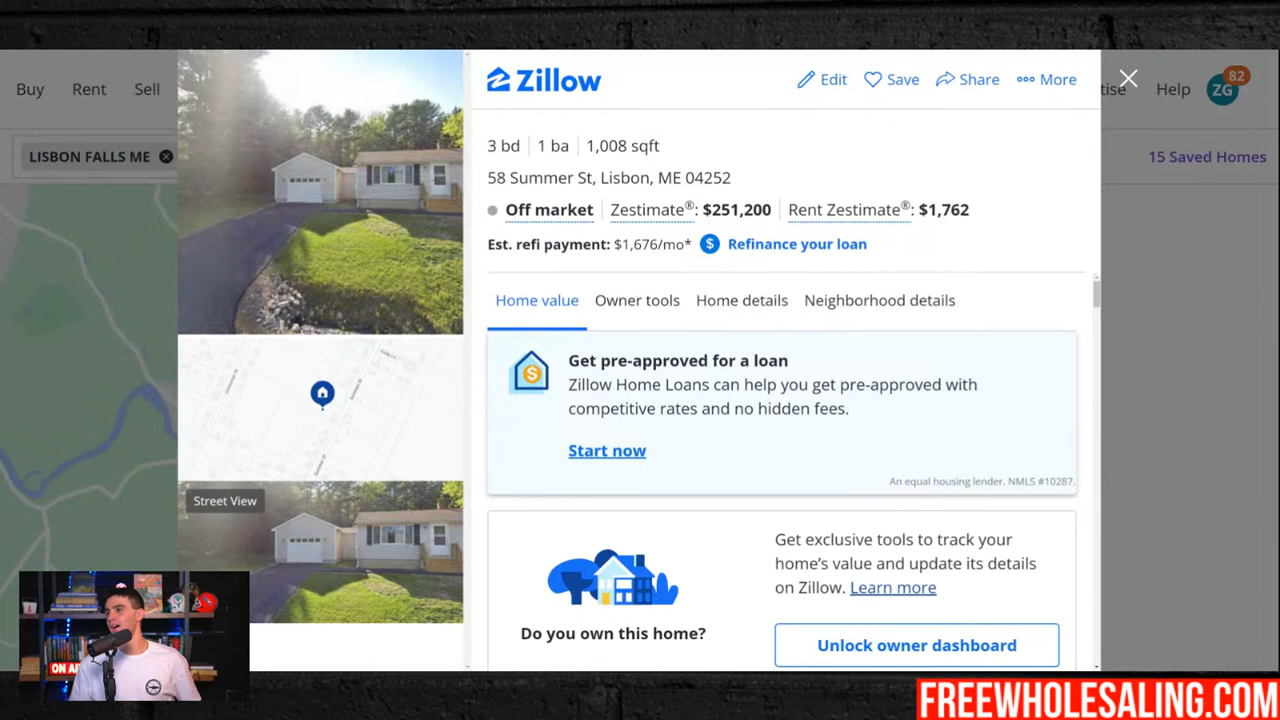 Buy Rent Sell
Zillow
Edit Save Share More
tise Help ZG 82
LISBON FALLS ME
15 Saved Homes
3 bd 1 ba 1,008 sqft
58 Summer St, Lisbon, ME 04252
Off market Zestimate®: $251,200 Rent Zestimate®: $1,762
Est. refi payment: $1,676/mo* $ Refinance your loan
Home value Owner tools Home details Neighborhood details
Get pre-approved for a loan
Zillow Home Loans can help you get pre-approved with
competitive rates and no hidden fees.
Start now
An equal housing lender. NMLS #10287.
Street View
Get exclusive tools to track your
home's value and update its details
on Zillow. Learn more
Do you own this home?
Unlock owner dashboard
ON AI
FREEWHOLESALING.COM